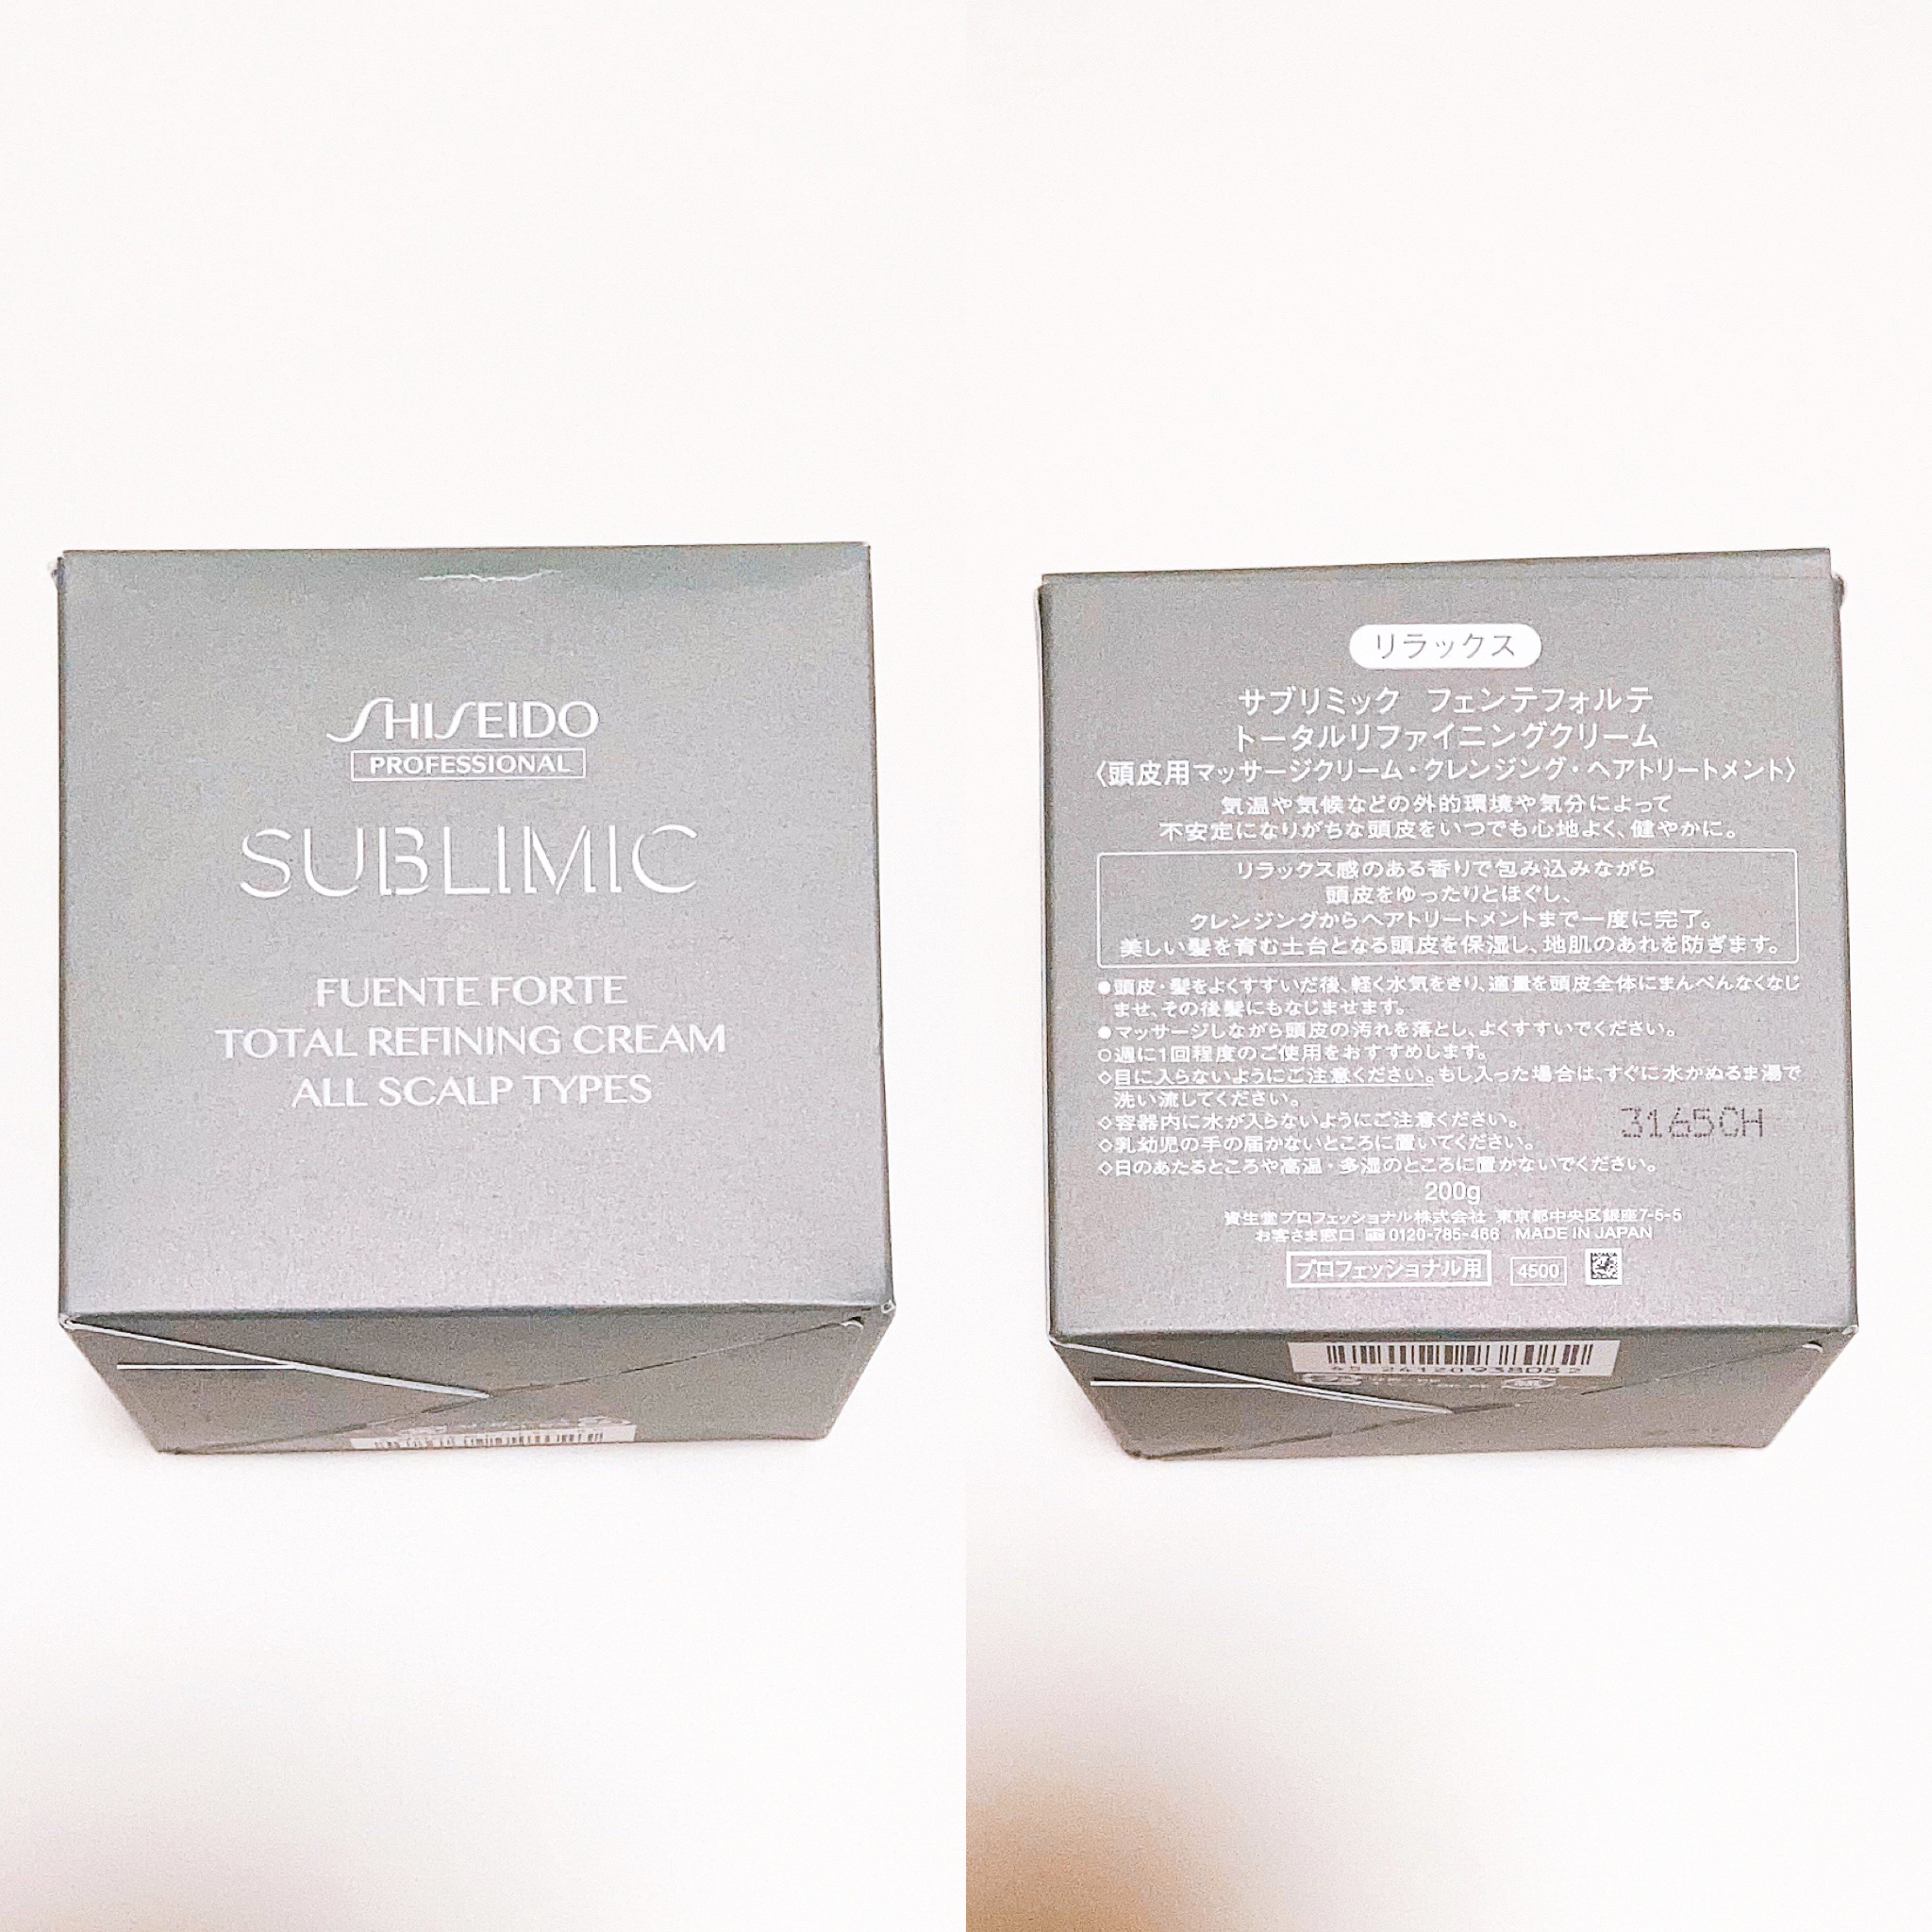 SHISEIDO
PROFESSIONAL
SUBLIMIC
FUENTE FORTE
TOTAL REFINING CREAM
ALL SCALP TYPES
リラックス
サブリミック フェンテフォルテ
トータルリファイニングクリーム
〈頭皮用マッサージクリーム・クレンジング・ヘアトリートメント〉
気温や気候などの外的環境や気分によって
不安定になりがちな頭皮をいつでも心地よく、健やかに。
リラックス感のある香りで包み込みながら
頭皮をゆったりとほぐし、
クレンジングからヘアトリートメントまで一度に完了。
美しい髪を育む土台となる頭皮を保湿し、地肌のあれを防ぎます。
●頭皮・髪をよくすすいだ後、軽く水気をきり、適量を頭皮全体にまんべんなくなじ
ませ、その後髪にもなじませます。
●マッサージしながら頭皮の汚れを落とし、よくすすいでください。
○週に1回程度のご使用をおすすめします。
◇目に入らないようにご注意ください。もし入った場合は、すぐに水かぬるま湯で
洗い流してください。
◇容器内に水が入らないようにご注意ください。
3165CH
◇乳幼児の手の届かないところに置いてください。
◇日のあたるところや高温・多湿のところに置かないでください。
200g
資生堂プロフェッショナル株式会社 東京都中央区銀座7-5-5
お客さま窓口 0120-785-466 MADE IN JAPAN
プロフェッショナル用 4500